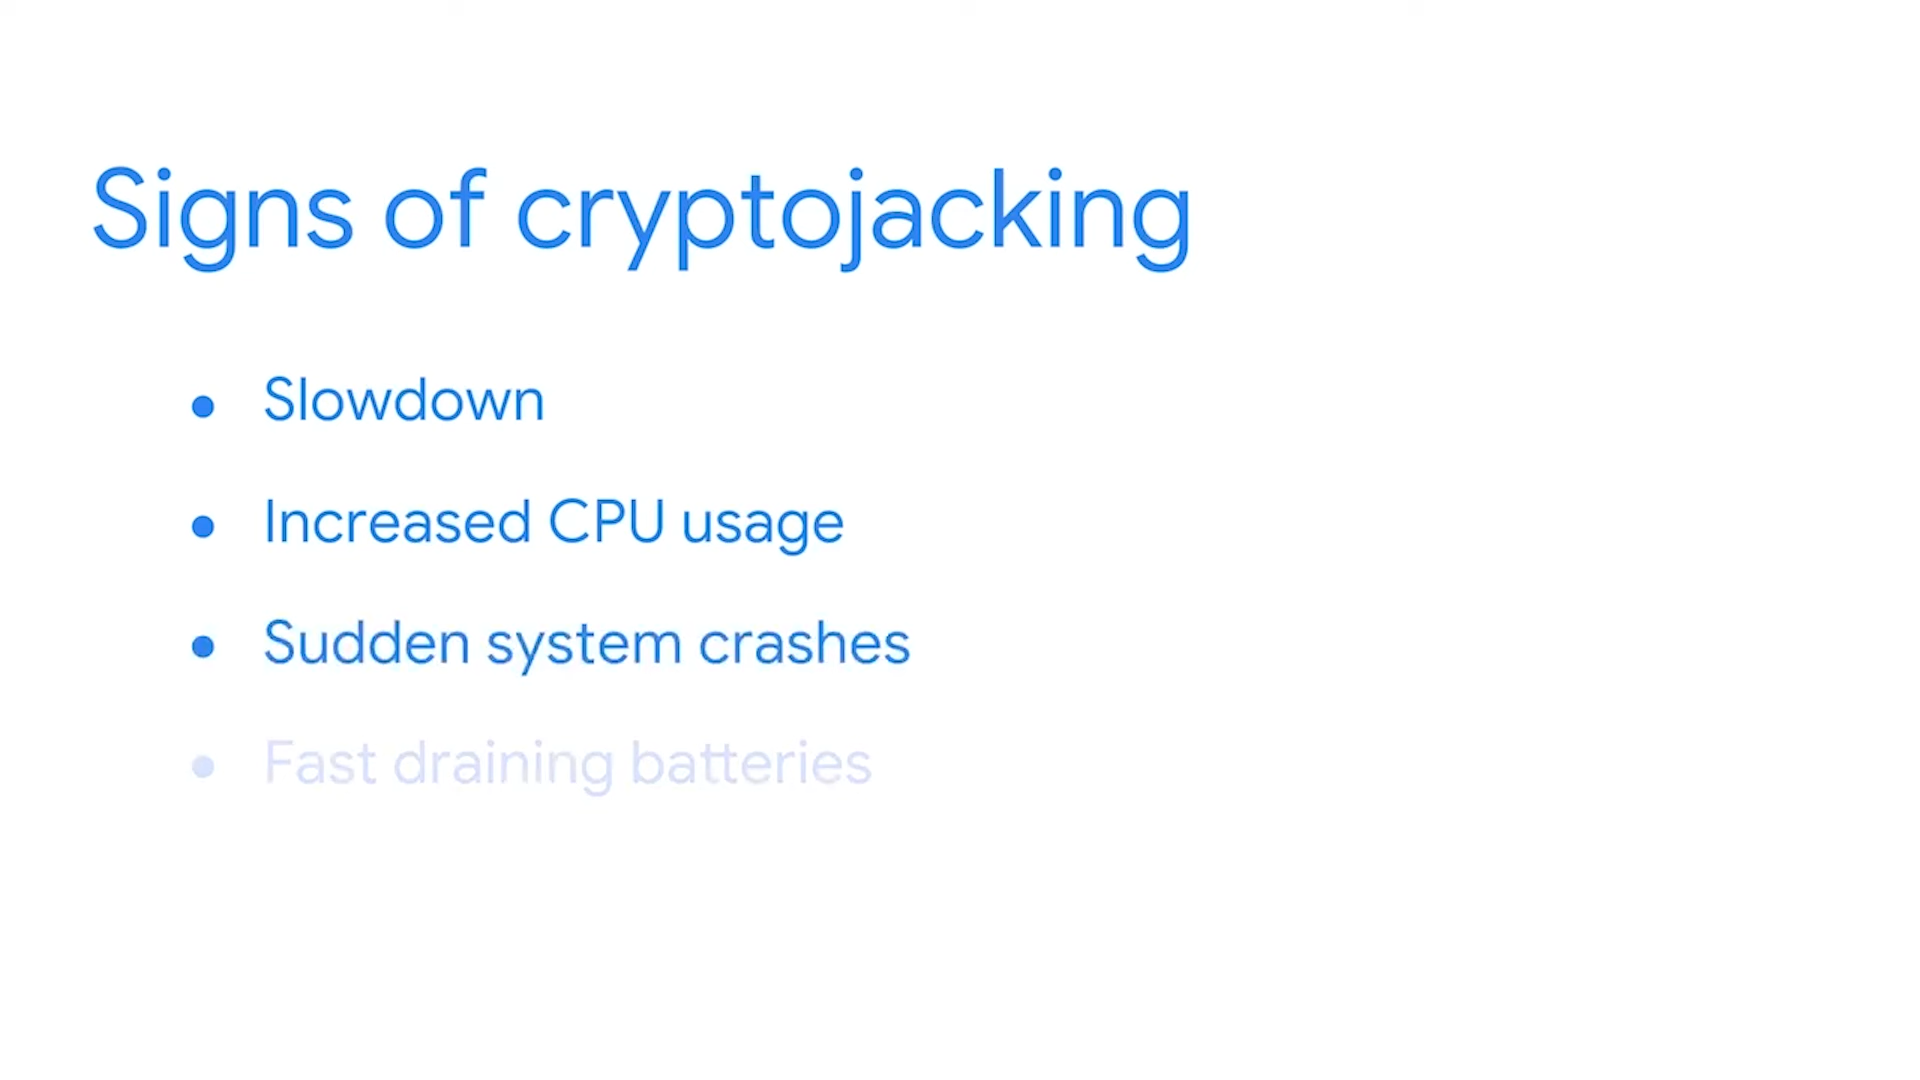 Signs of cryptojacking
• Slowdown
• Increased CPU usage
• Sudden system crashes
• Fast draining batteries